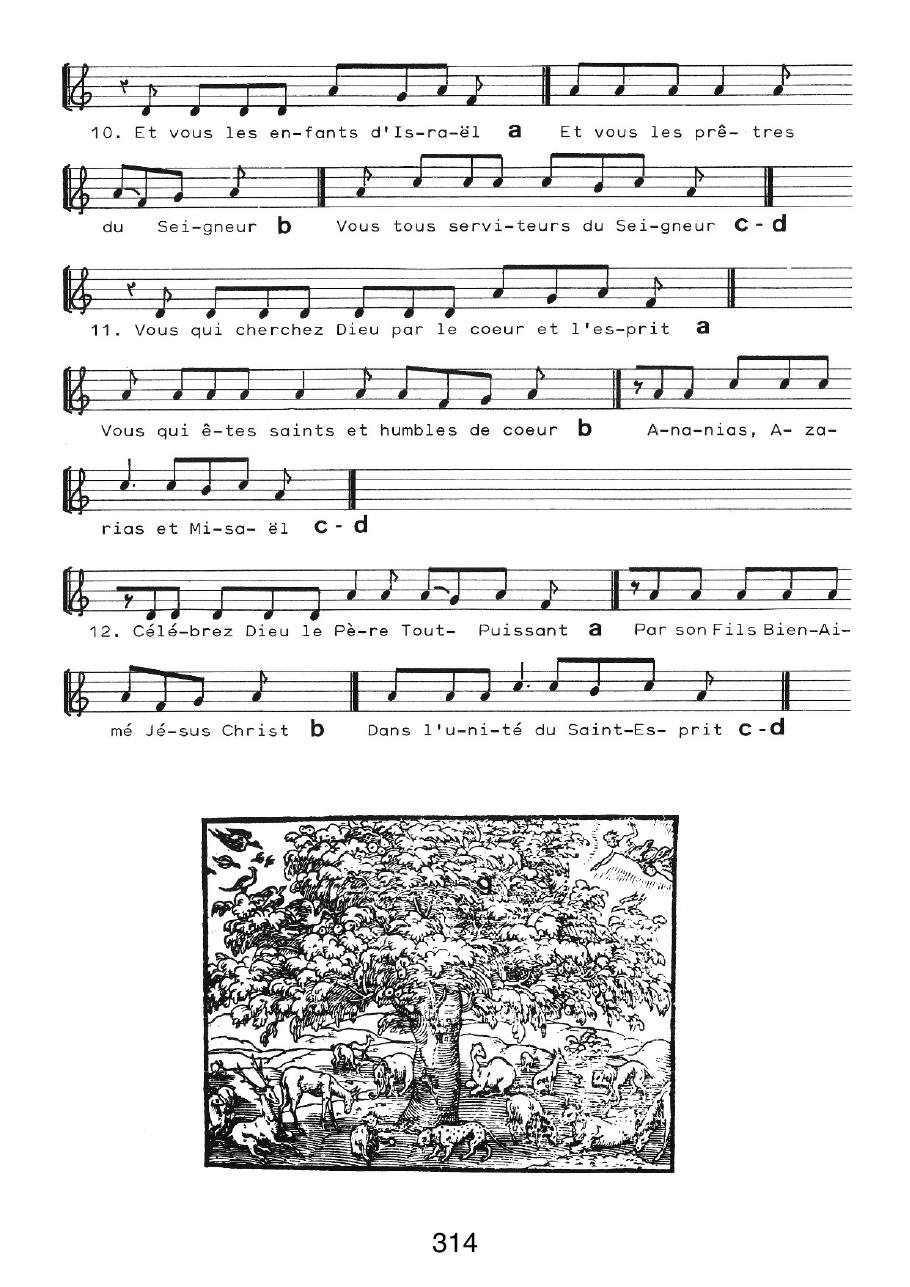 10. Et vous les en-fants d'Is-ra-ël a Et vous les prê- tres
du Sei-gneur b Vous tous servi-teurs du Sei-gneur c - d
11. Vous qui cherchez Dieu par le coeur et l'es-prit a
Vous qui ê-tes saints et humbles de coeur b A-na-nias, A- za-
rias et Mi-sa- ël c - d
12. Célé-brez Dieu le Pè-re Tout- Puissant a Par son Fils Bien-Ai-
mé Jé-sus Christ b Dans l'u-ni-té du Saint-Es- prit c - d
314